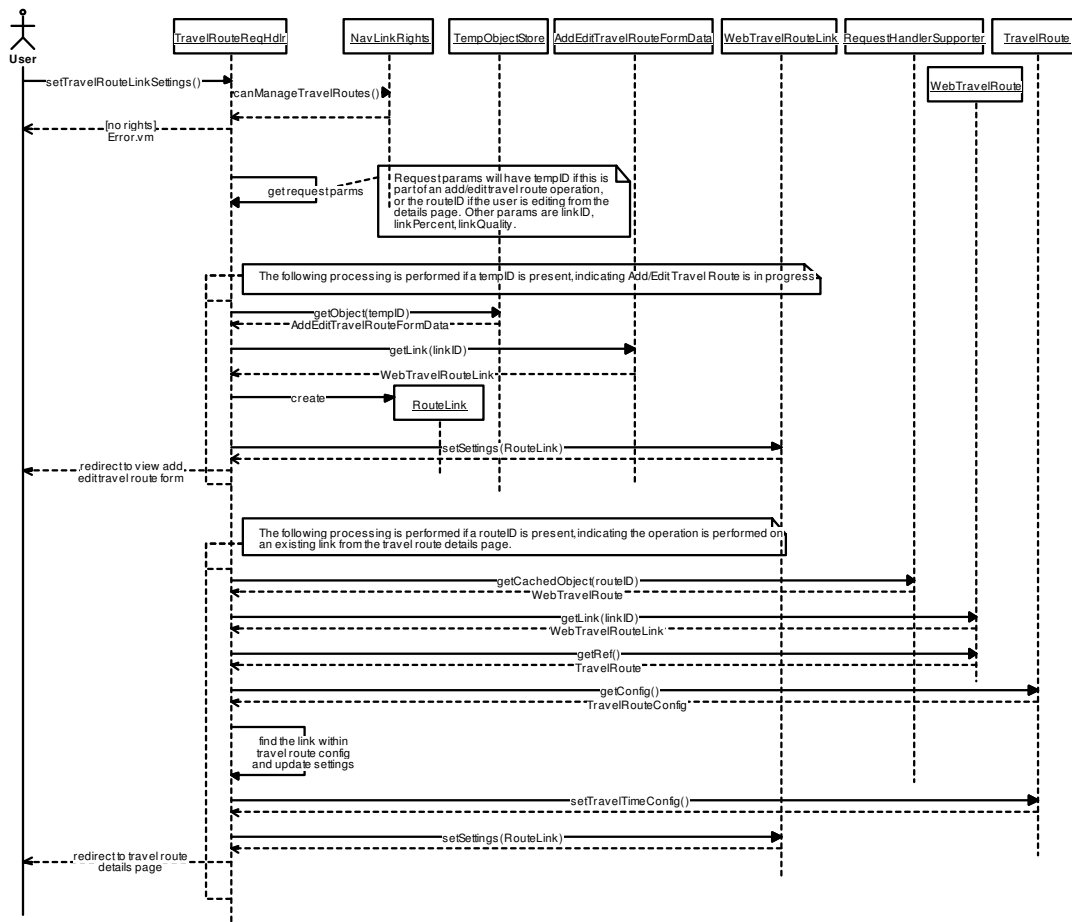 User
TravelRouteReqHdlr
NavLinkRights
TempObjectStore
AddEditTravelRouteFormData
WebTravelRouteLink
RequestHandlerSupporter
TravelRoute
WebTravelRoute
setTravelRouteLinkSettings()
canManageTravelRoutes()
[no rights]
Error.vm
get request parms
Request params will have tempID if this is
part of an add/edit travel route operation,
or the routeID if the user is editing from the
details page. Other params are linkID,
linkPercent, linkQuality.
The following processing is performed if a tempID is present, indicating Add/Edit Travel Route is in progress.
getObject(tempID)
AddEditTravelRouteFormData
getLink(linkID)
WebTravelRouteLink
create
RouteLink
setSettings(RouteLink)
redirect to view add
edit travel route form
The following processing is performed if a routeID is present, indicating the operation is performed on
an existing link from the travel route details page.
getCachedObject(routeID)
WebTravelRoute
getLink(linkID)
WebTravelRouteLink
getRef()
TravelRoute
getConfig()
TravelRouteConfig
find the link within
travel route config
and update settings
setTravelTimeConfig()
setSettings(RouteLink)
redirect to travel route
details page